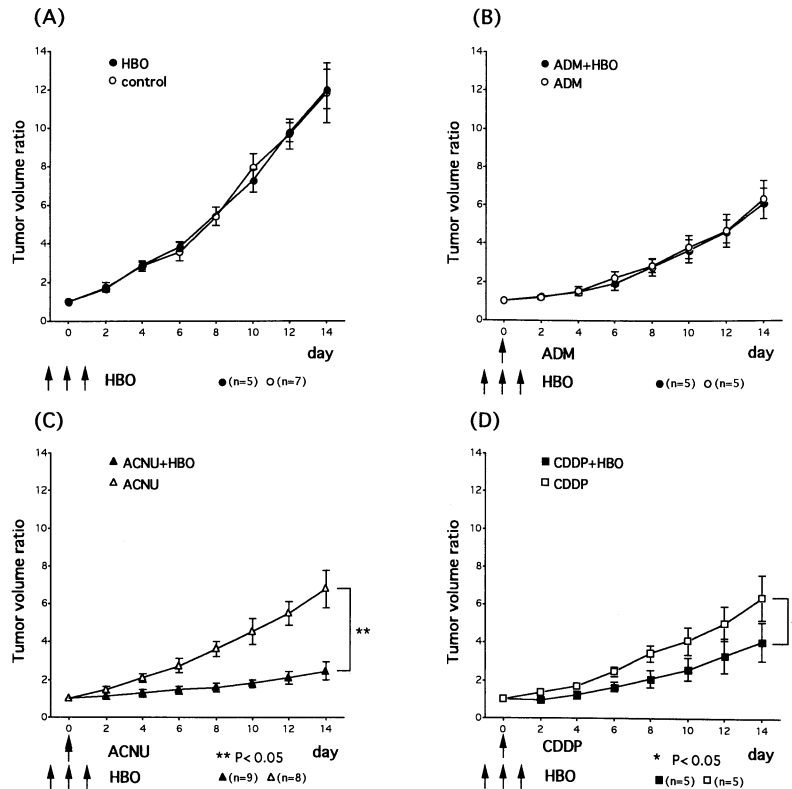 (A)
HBO
control
Tumor volume ratio
14
12
10
8
6
4
2
0
0 2 4 6 8 10 12 14
day
HBO
(n=5) (n=7)
(B)
ADM+HBO
ADM
Tumor volume ratio
14
12
10
8
6
4
2
0
0 2 4 6 8 10 12 14
ADM day
HBO
(n=5) (n=5)
(C)
ACNU+HBO
ACNU
Tumor volume ratio
14
12
10
8
6
4
2
0
**
0 2 4 6 8 10 12 14
ACNU ** P<0.05 day
HBO (n=9) (n=8)
(D)
CDDP+HBO
CDDP
Tumor volume ratio
14
12
10
8
6
4
2
0
0 2 4 6 8 10 12 14
CDDP * P<0.05 day
HBO (n=5) (n=5)